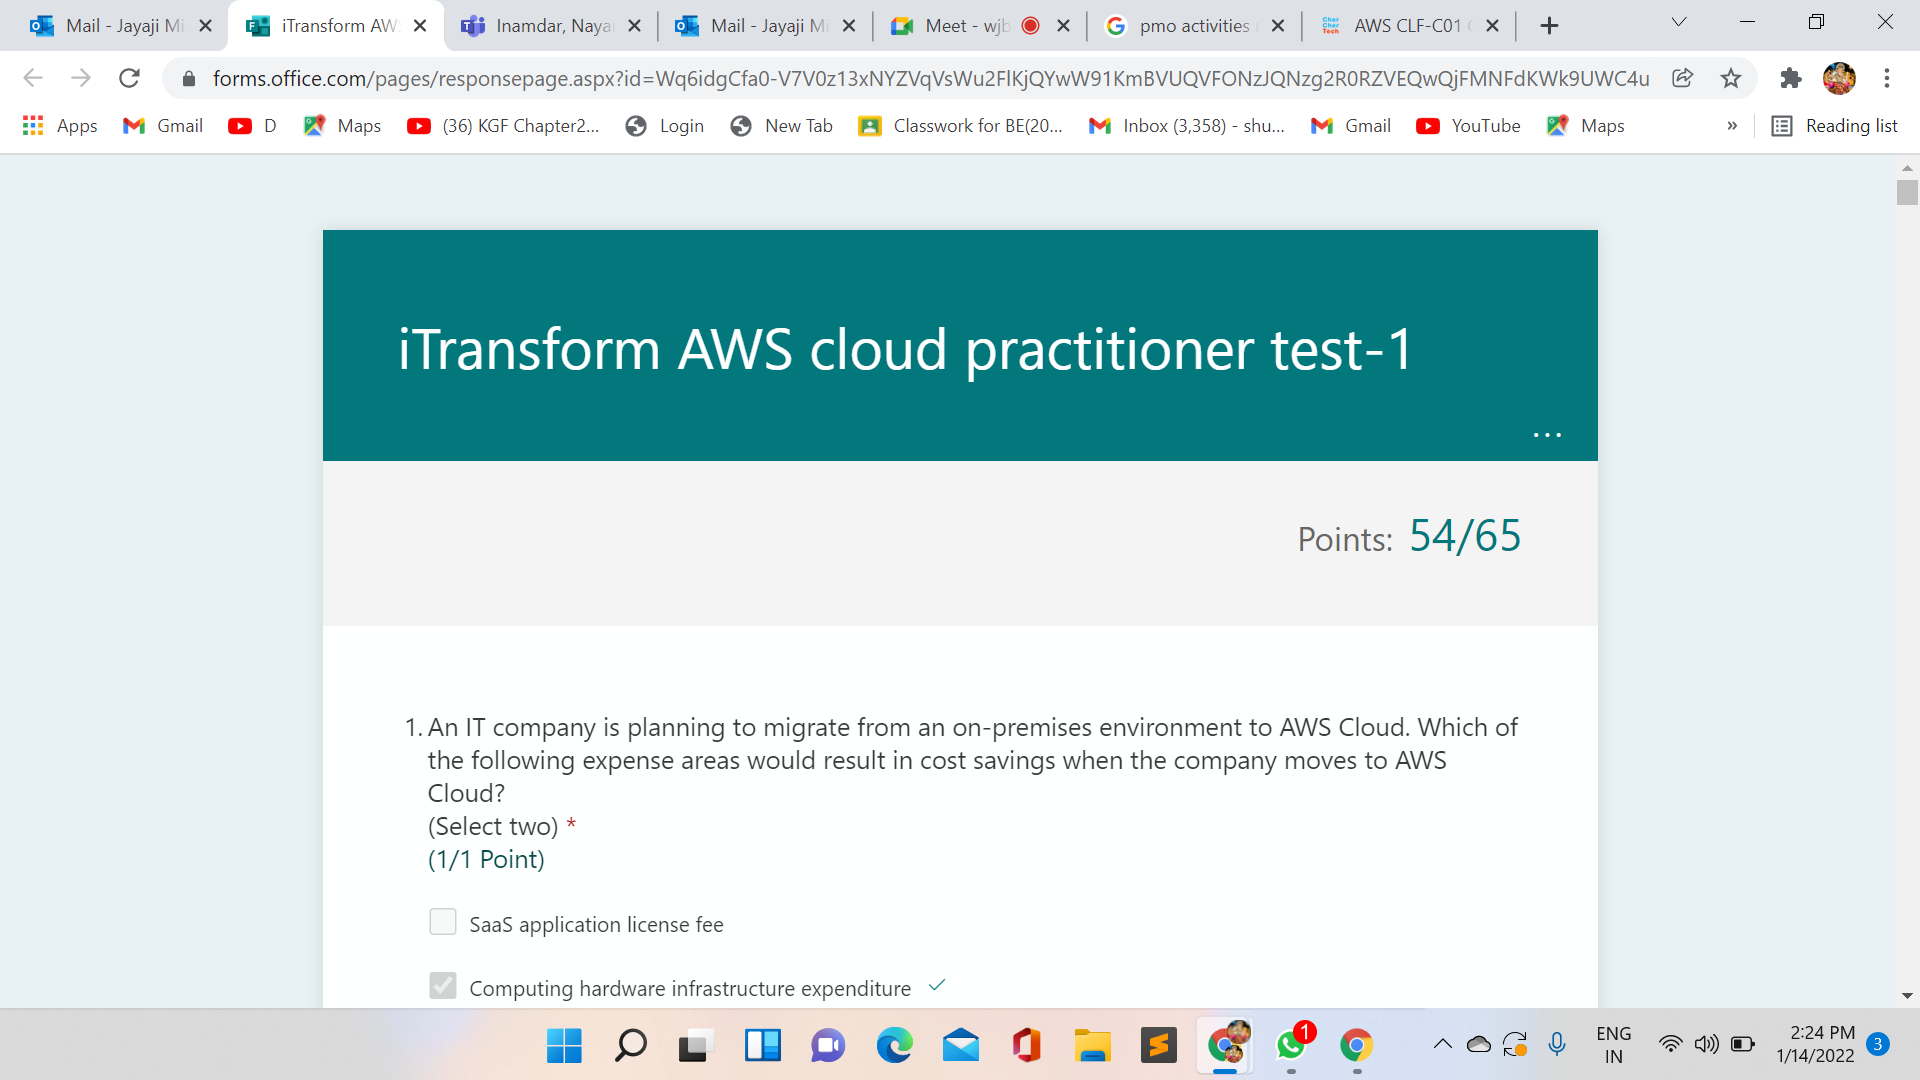 Mail - Jayaji Mi
iTransform AWS
Inamdar, Nayan
Mail - Jayaji Mi
Meet - wjb
pmo activities
AWS CLF-C01
forms.office.com/pages/responsepage.aspx?id=Wq6idgCfa0-V7V0z13xNYZVqVsWu2FlKjQYwW91KmBVUQVFONzJQNzg2R0RZVEQwQjFMNFdKWk9UWC4u
Apps
Gmail
D
Maps
(36) KGF Chapter2...
Login
New Tab
Classwork for BE(20...
Inbox (3,358) - shu...
Gmail
YouTube
Maps
»
Reading list
iTransform AWS cloud practitioner test-1
...
Points: 54/65
1. An IT company is planning to migrate from an on-premises environment to AWS Cloud. Which of
the following expense areas would result in cost savings when the company moves to AWS
Cloud?
(Select two) *
(1/1 Point)
SaaS application license fee
Computing hardware infrastructure expenditure
1
ENG
IN
2:24 PM
1/14/2022
3